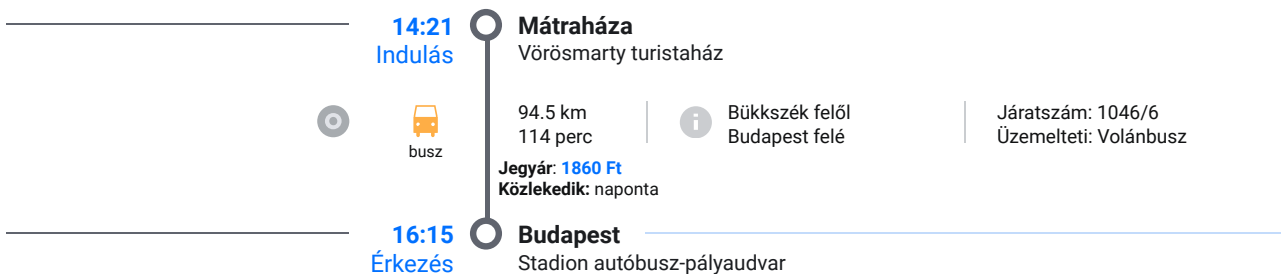 14:21 Mátraháza
Indulás Vörösmarty turistaház
94.5 km Bükkszék felől Járatszám: 1046/6
114 perc Budapest felé Üzemelteti: Volánbusz
busz
Jegyár: 1860 Ft
Közlekedik: naponta
16:15 Budapest
Érkezés Stadion autóbusz-pályaudvar